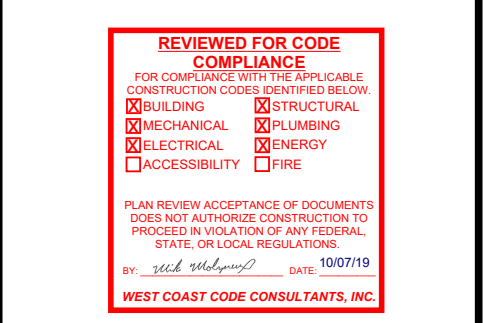 REVIEWED FOR CODE
COMPLIANCE
FOR COMPLIANCE WITH THE APPLICABLE
CONSTRUCTION CODES IDENTIFIED BELOW.
X BUILDING X STRUCTURAL
X MECHANICAL X PLUMBING
X ELECTRICAL X ENERGY
ACCESSIBILITY FIRE
PLAN REVIEW ACCEPTANCE OF DOCUMENTS
DOES NOT AUTHORIZE CONSTRUCTION TO
PROCEED IN VIOLATION OF ANY FEDERAL,
STATE, OR LOCAL REGULATIONS.
BY: Mik Molyneux DATE: 10/07/19
WEST COAST CODE CONSULTANTS, INC.